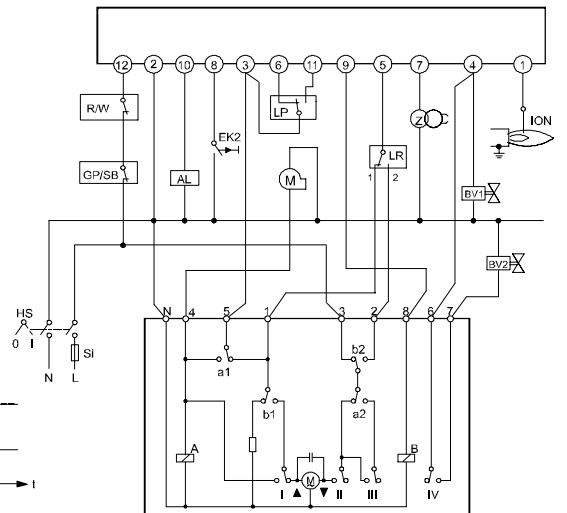 12 2 10 8 3 6 11 9 5 7 4 1
R/W
LP
Z
ION
EK2
LR
GP/SB
AL
M
1 2
BV1
BV2
N 4 5 1 3 2 8 6 7
HS
0 I
Si
a1
b2
N L
b1
a2
A
B
I M II III IV
t